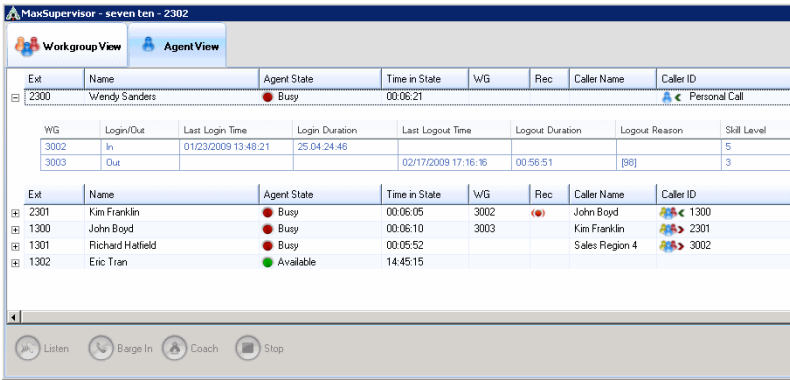 MaxSupervisor - seven ten - 2302
Workgroup View Agent View
Ext Name Agent State Time in State WG Rec Caller Name Caller ID
2300 Wendy Sanders Busy 00:06:21 Personal Call
WG Login/Out Last Login Time Login Duration Last Logout Time Logout Duration Logout Reason Skill Level
3002 In 01/23/2009 13:48:21 25.04:24:46 5
3003 Out 02/17/2009 17:16:16 00:56:51 [98] 3
Ext Name Agent State Time in State WG Rec Caller Name Caller ID
2301 Kim Franklin Busy 00:06:05 3002 John Boyd 1300
1300 John Boyd Busy 00:06:10 3003 Kim Franklin 2301
1301 Richard Hatfield Busy 00:05:52 Sales Region 4 3002
1302 Eric Tran Available 14:45:15
Listen Barge In Coach Stop